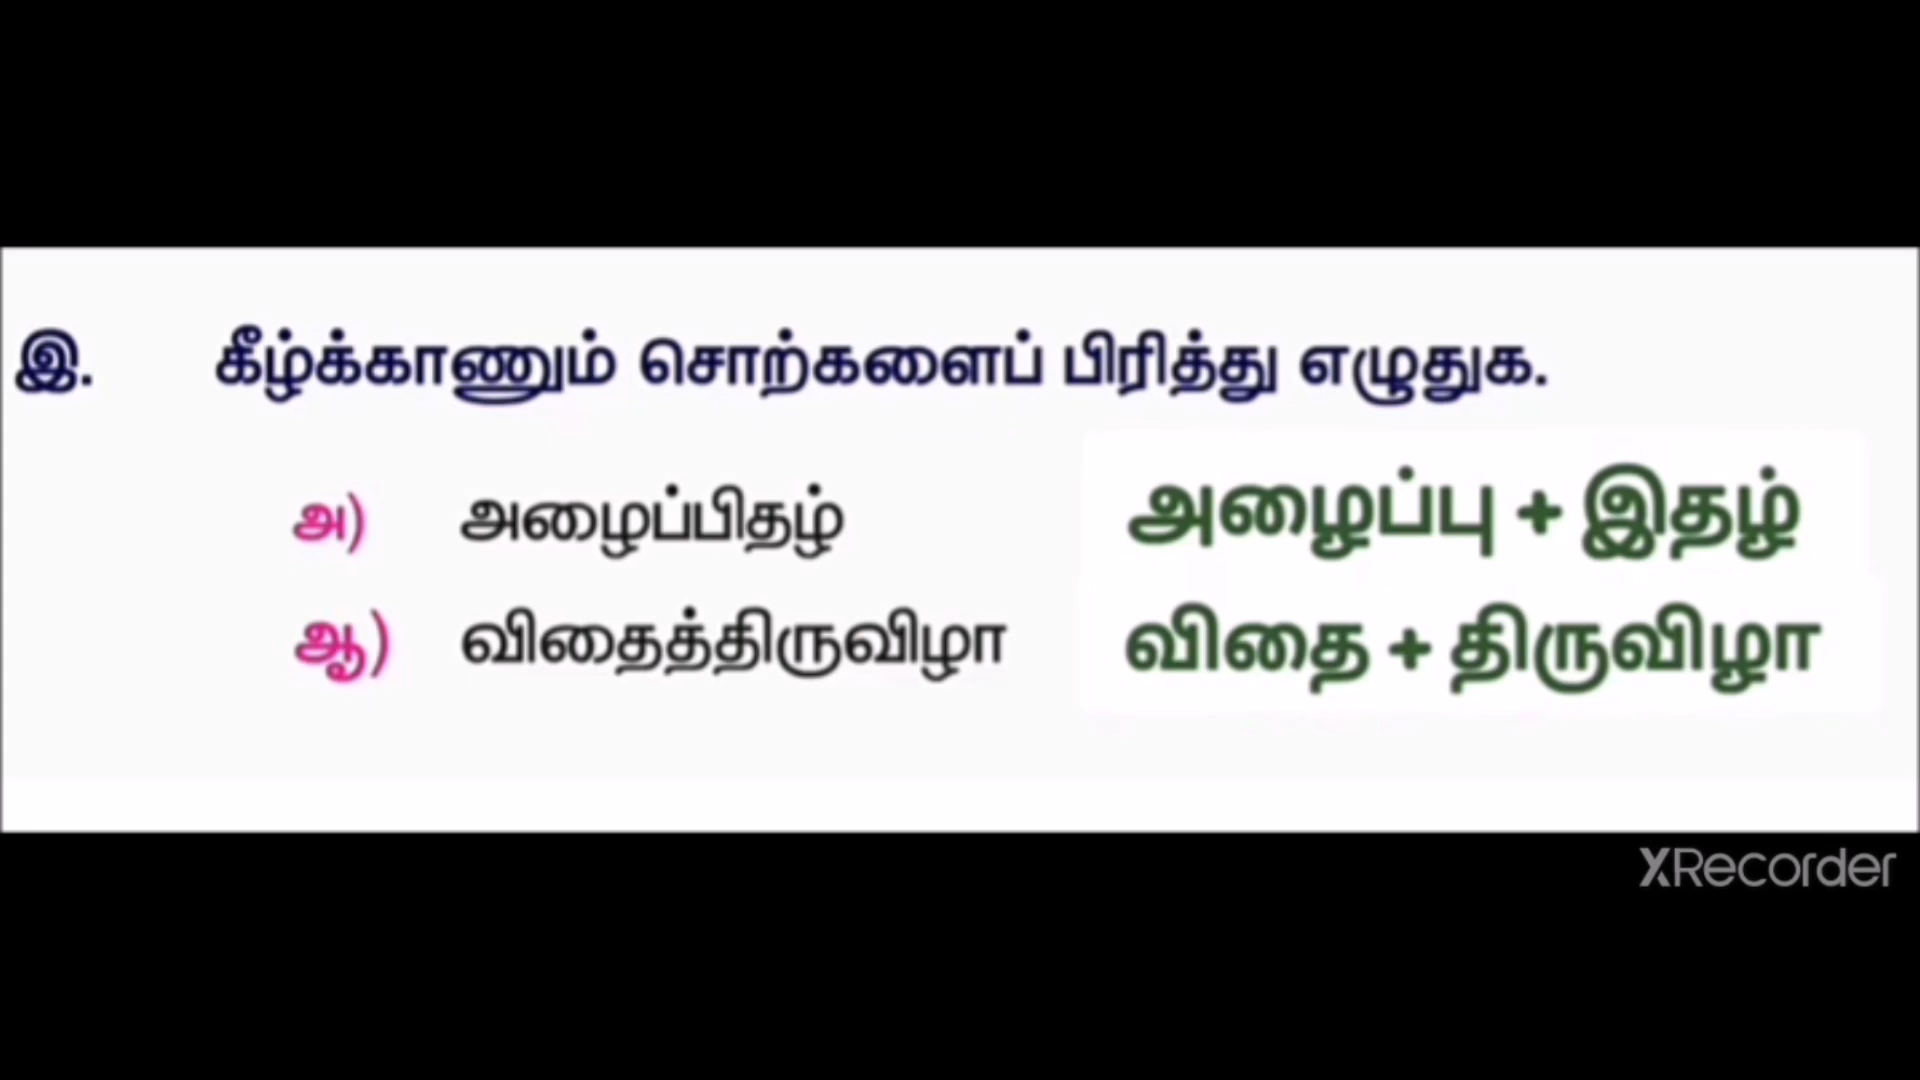 இ. கீழ்க்காணும் சொற்களைப் பிரித்து எழுதுக.
அ) அழைப்பிதழ் அழைப்பு + இதழ்
ஆ) விதைத்திருவிழா விதை + திருவிழா
XRecorder